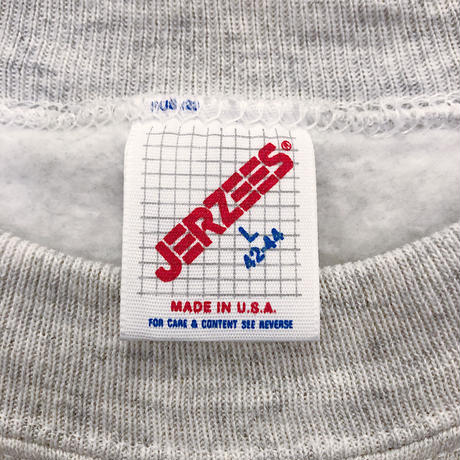 JERZEES®
L
42-44
MADE IN U.S.A.
FOR CARE & CONTENT SEE REVERSE